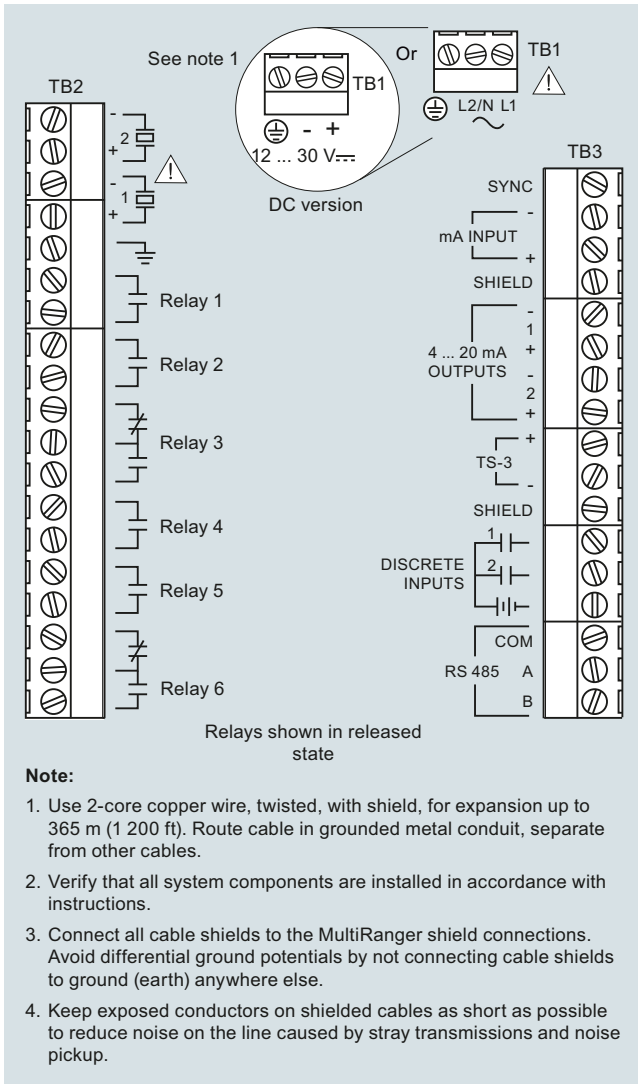 See note 1
TB1
- +
12 ... 30 V
DC version
Or
TB1
L2/N L1
TB2
-
2
+
-
1
+
Relay 1
Relay 2
Relay 3
Relay 4
Relay 5
Relay 6
TB3
SYNC
-
mA INPUT
+
SHIELD
-
1
+
4 ... 20 mA
OUTPUTS
-
2
+
+
TS-3
-
SHIELD
1
DISCRETE
INPUTS
2
COM
RS 485 A
B
Relays shown in released
state
Note:
1. Use 2-core copper wire, twisted, with shield, for expansion up to
365 m (1 200 ft). Route cable in grounded metal conduit, separate
from other cables.
2. Verify that all system components are installed in accordance with
instructions.
3. Connect all cable shields to the MultiRanger shield connections.
Avoid differential ground potentials by not connecting cable shields
to ground (earth) anywhere else.
4. Keep exposed conductors on shielded cables as short as possible
to reduce noise on the line caused by stray transmissions and noise
pickup.